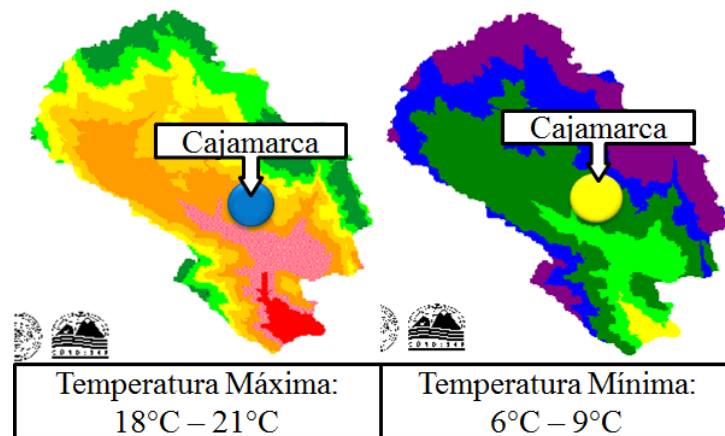 Cajamarca
Cajamarca
Temperatura Máxima:
18°C – 21°C
Temperatura Mínima:
6°C – 9°C